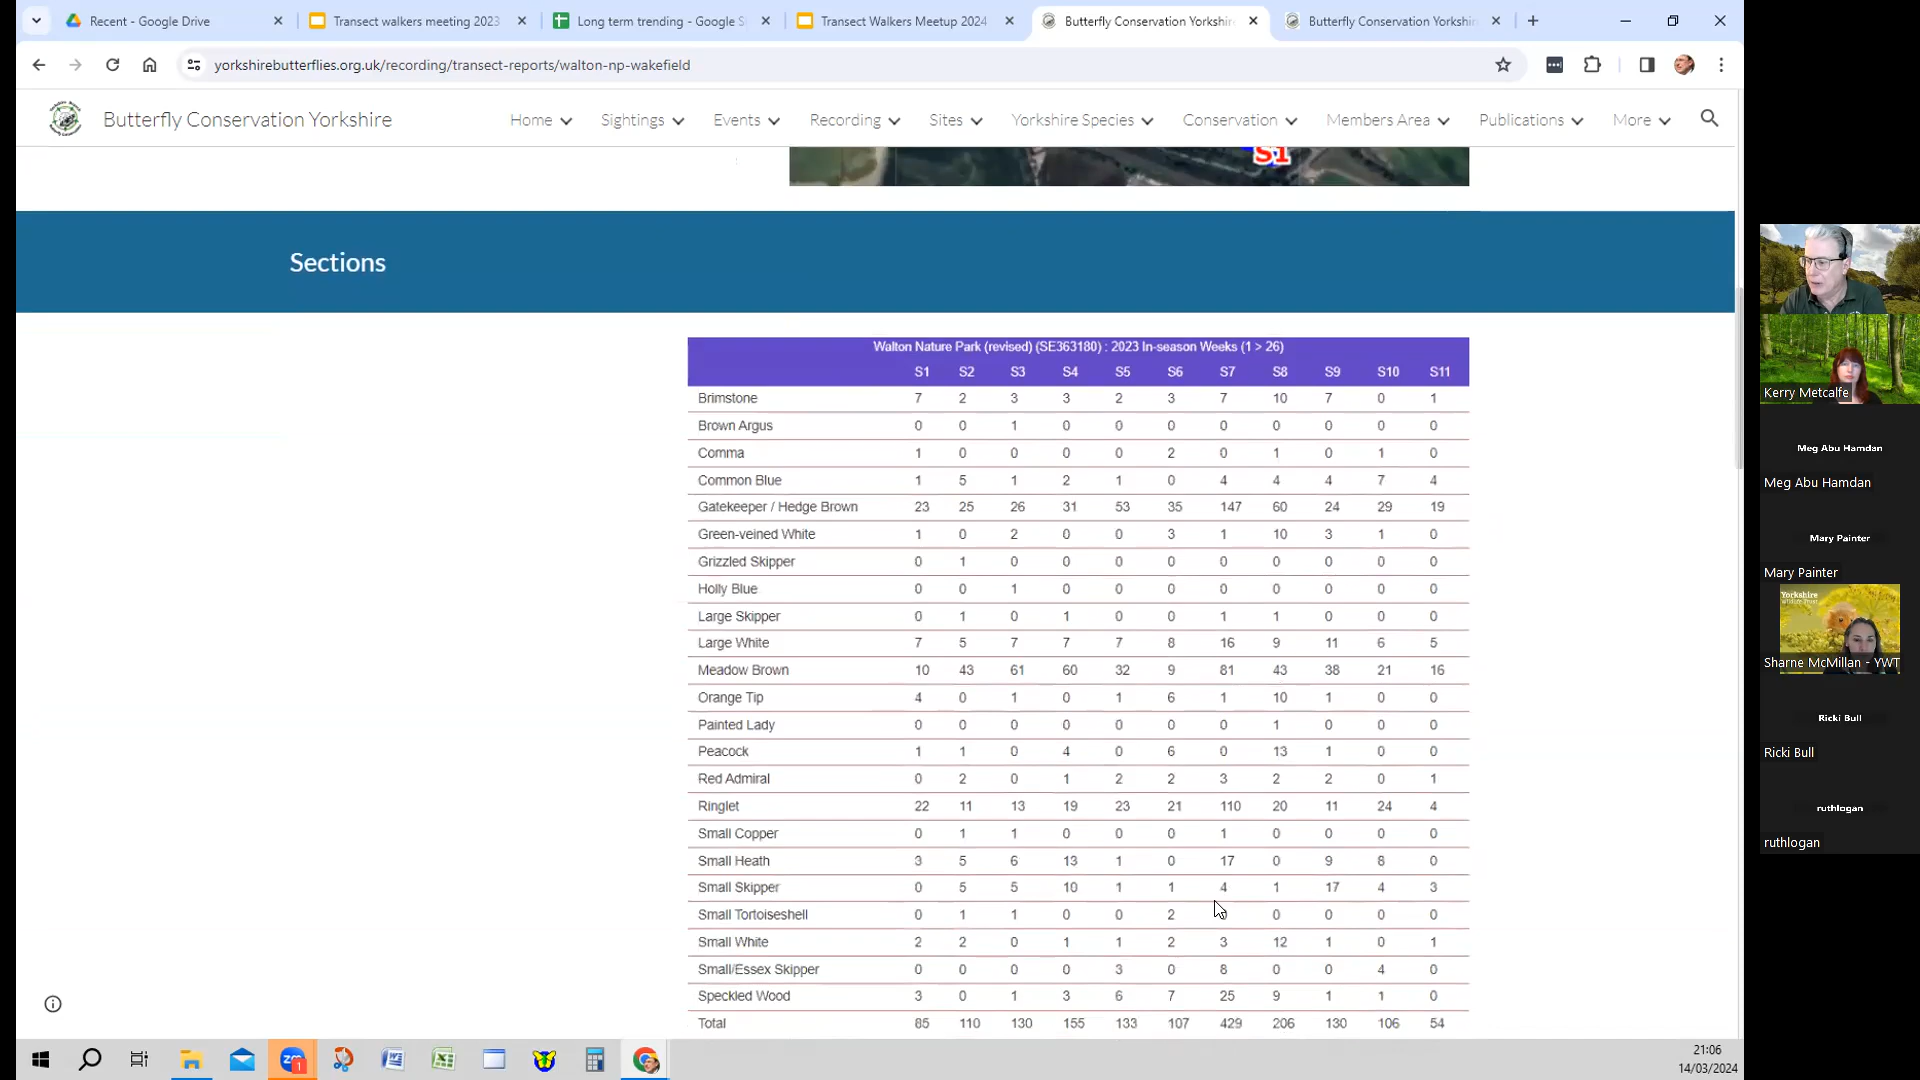 Recent - Google Drive
Transect walkers meeting 2023
Long term trending - Google S
Transect Walkers Meetup 2024
Butterfly Conservation Yorkshir
Butterfly Conservation Yorkshir
yorkshirebutterflies.org.uk/recording/transect-reports/walton-np-wakefield
Butterfly Conservation Yorkshire
Home Sightings Events Recording Sites Yorkshire Species Conservation Members Area Publications More
S1
Sections
Walton Nature Park (revised) (SE363180) : 2023 In-season Weeks (1 > 26)
S1 S2 S3 S4 S5 S6 S7 S8 S9 S10 S11
Brimstone 7 2 3 3 2 3 7 10 7 0 1
Brown Argus 0 0 1 0 0 0 0 0 0 0 0
Comma 1 0 0 0 0 2 0 1 0 1 0
Common Blue 1 5 1 2 1 0 4 4 4 7 4
Gatekeeper / Hedge Brown 23 25 26 31 53 35 147 60 24 29 19
Green-veined White 1 0 2 0 0 3 1 10 3 1 0
Grizzled Skipper 0 1 0 0 0 0 0 0 0 0 0
Holly Blue 0 0 1 0 0 0 0 0 0 0 0
Large Skipper 0 1 0 1 0 0 1 1 0 0 0
Large White 7 5 7 7 7 8 16 9 11 6 5
Meadow Brown 10 43 61 60 32 9 81 43 38 21 16
Orange Tip 4 0 1 0 1 6 1 10 1 0 0
Painted Lady 0 0 0 0 0 0 0 1 0 0 0
Peacock 1 1 0 4 0 6 0 13 1 0 0
Red Admiral 0 2 0 1 2 2 3 2 2 0 1
Ringlet 22 11 13 19 23 21 110 20 11 24 4
Small Copper 0 1 1 0 0 0 1 0 0 0 0
Small Heath 3 5 6 13 1 0 17 0 9 8 0
Small Skipper 0 5 5 10 1 1 4 1 17 4 3
Small Tortoiseshell 0 1 1 0 0 2 0 0 0 0
Small White 2 2 0 1 1 2 3 12 1 0 1
Small/Essex Skipper 0 0 0 0 3 0 8 0 0 4 0
Speckled Wood 3 0 1 3 6 7 25 9 1 1 0
Total 85 110 130 155 133 107 429 206 130 106 54
Kerry Metcalfe
Meg Abu Hamdan
Meg Abu Hamdan
Mary Painter
Mary Painter
Yorkshire
Sharne McMillan - YWT
Ricki Bull
Ricki Bull
ruthlogan
ruthlogan
21:06
14/03/2024